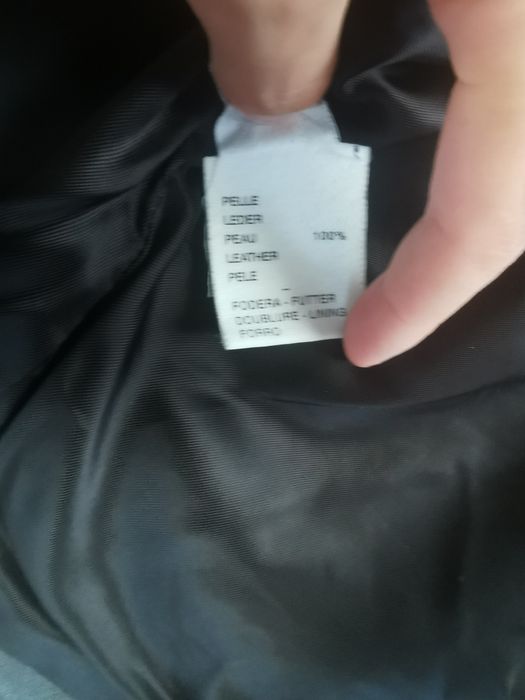 PELLE
LEDER
PEAU 100%
LEATHER
PELE
FODERA - FUTTER
DOUBLURE - LINING
FORRO